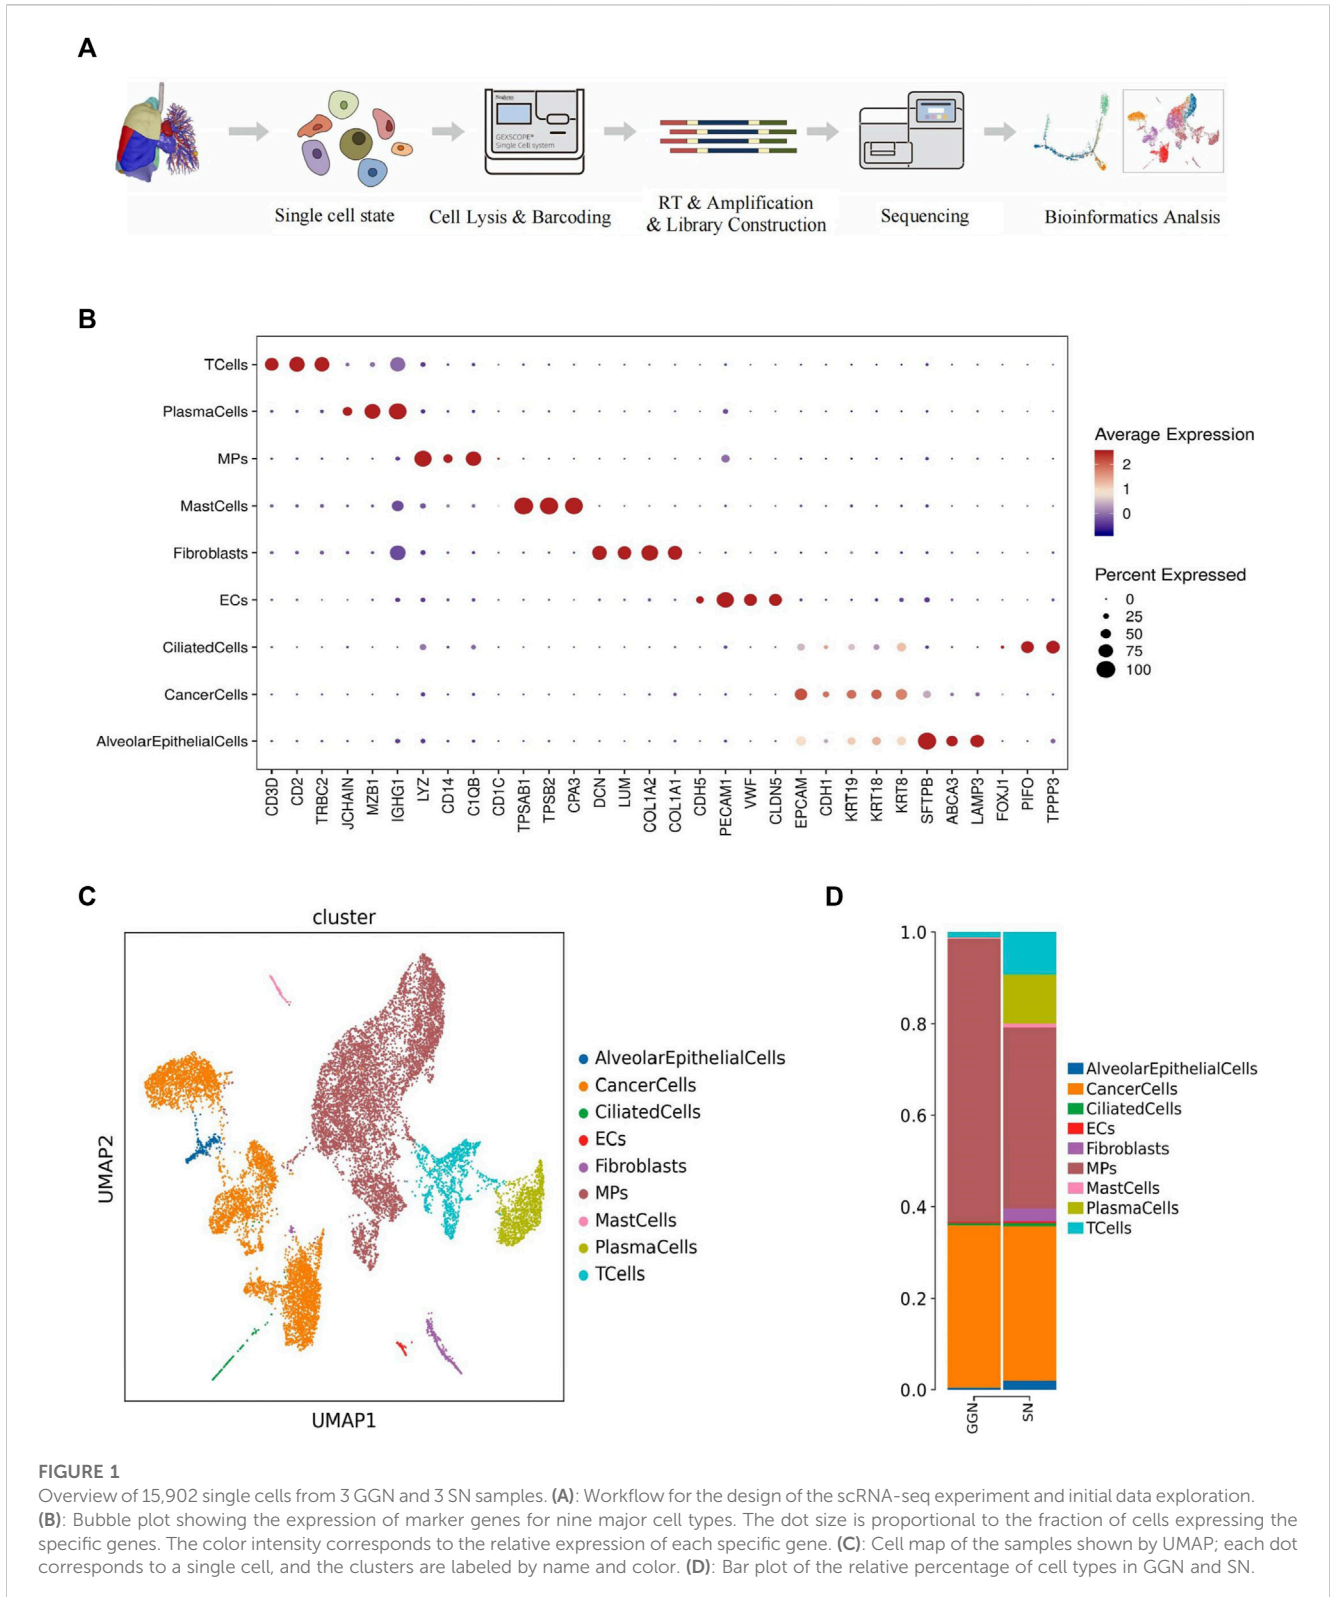 A
GEXSCOPE®
Single Cell system
Single cell state
Cell Lysis & Barcoding
RT & Amplification
& Library Construction
Sequencing
Bioinformatics Analsis
B
TCells
PlasmaCells
MPs
MastCells
Fibroblasts
ECs
CiliatedCells
CancerCells
AlveolarEpithelialCells
CD3D
CD2
TRBC2
JCHAIN
MZB1
IGHG1
LYZ
CD14
C1QB
CD1C
TPSAB1
TPSB2
CPA3
DCN
LUM
COL1A2
COL1A1
CDH5
PECAM1
VWF
CLDN5
EPCAM
CDH1
KRT19
KRT18
KRT8
SFTPB
ABCA3
LAMP3
FOXJ1
PIFO
TPPP3
Average Expression
2
1
0
Percent Expressed
0
25
50
75
100
C
cluster
UMAP2
UMAP1
AlveolarEpithelialCells
CancerCells
CiliatedCells
ECs
Fibroblasts
MPs
MastCells
PlasmaCells
TCells
D
1.0
0.8
0.6
0.4
0.2
0.0
GGN
SN
AlveolarEpithelialCells
CancerCells
CiliatedCells
ECs
Fibroblasts
MPs
MastCells
PlasmaCells
TCells
FIGURE 1
Overview of 15,902 single cells from 3 GGN and 3 SN samples. (A): Workflow for the design of the scRNA-seq experiment and initial data exploration.
(B): Bubble plot showing the expression of marker genes for nine major cell types. The dot size is proportional to the fraction of cells expressing the
specific genes. The color intensity corresponds to the relative expression of each specific gene. (C): Cell map of the samples shown by UMAP; each dot
corresponds to a single cell, and the clusters are labeled by name and color. (D): Bar plot of the relative percentage of cell types in GGN and SN.